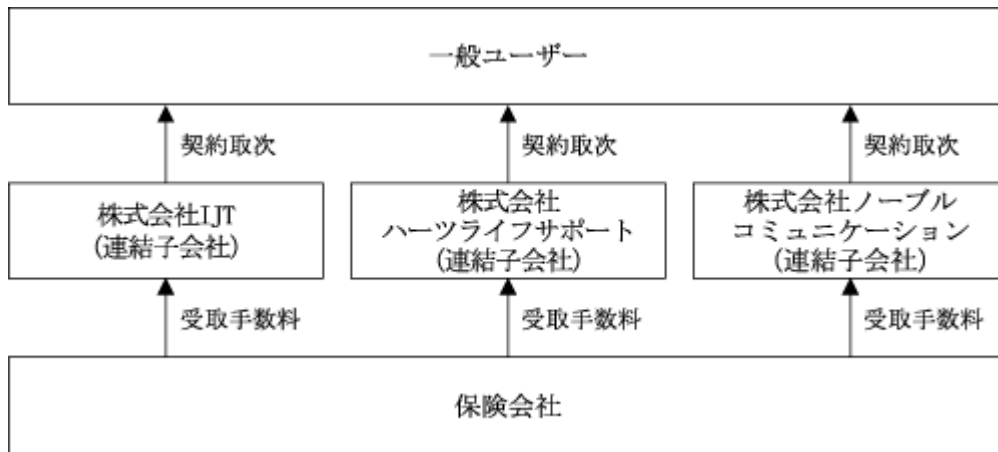 一般ユーザー
契約取次
契約取次
契約取次
株式会社IJT
(連結子会社)
株式会社
ハーツライフサポート
(連結子会社)
株式会社ノーブル
コミュニケーション
(連結子会社)
受取手数料
受取手数料
受取手数料
保険会社